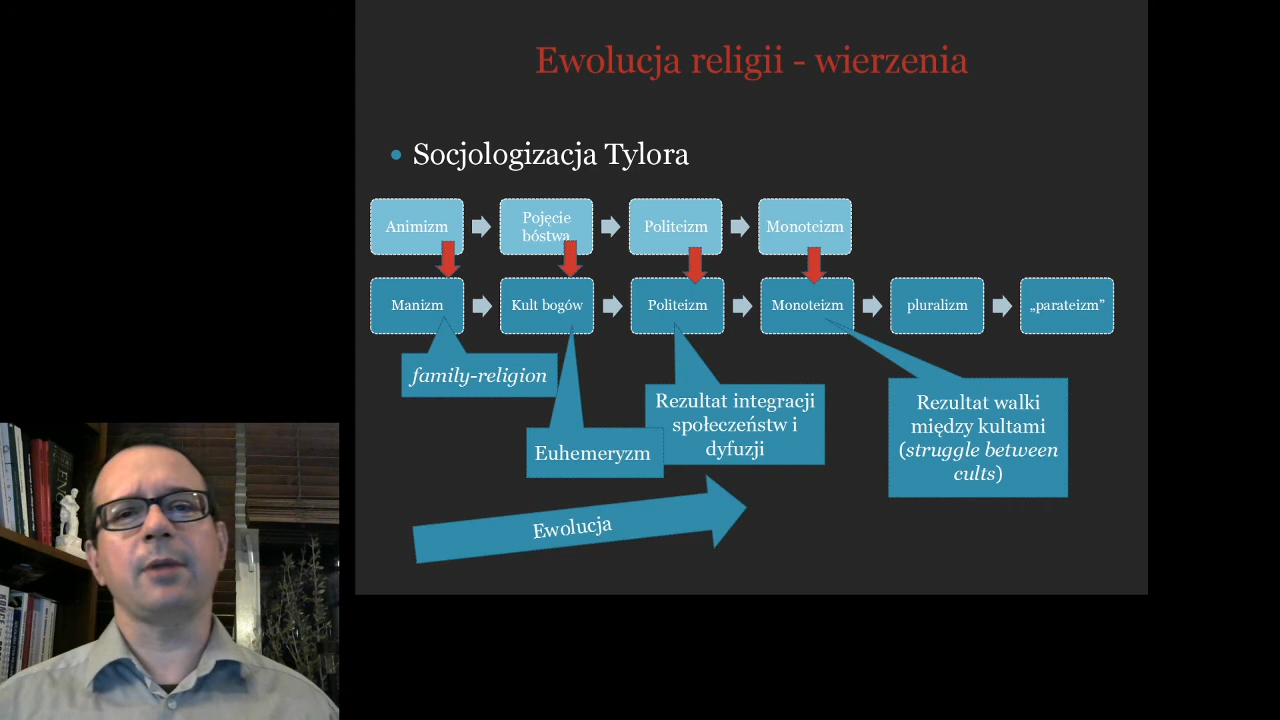 Ewolucja religii - wierzenia
Socjologizacja Tylora
Animizm
Pojęcie
bóstwa
Politeizm
Monoteizm
Manizm
Kult bogów
Politeizm
Monoteizm
pluralizm
„parateizm”
family-religion
Euhemeryzm
Rezultat integracji
społeczeństw i
dyfuzji
Rezultat walki
między kultami
(struggle between
cults)
Ewolucja